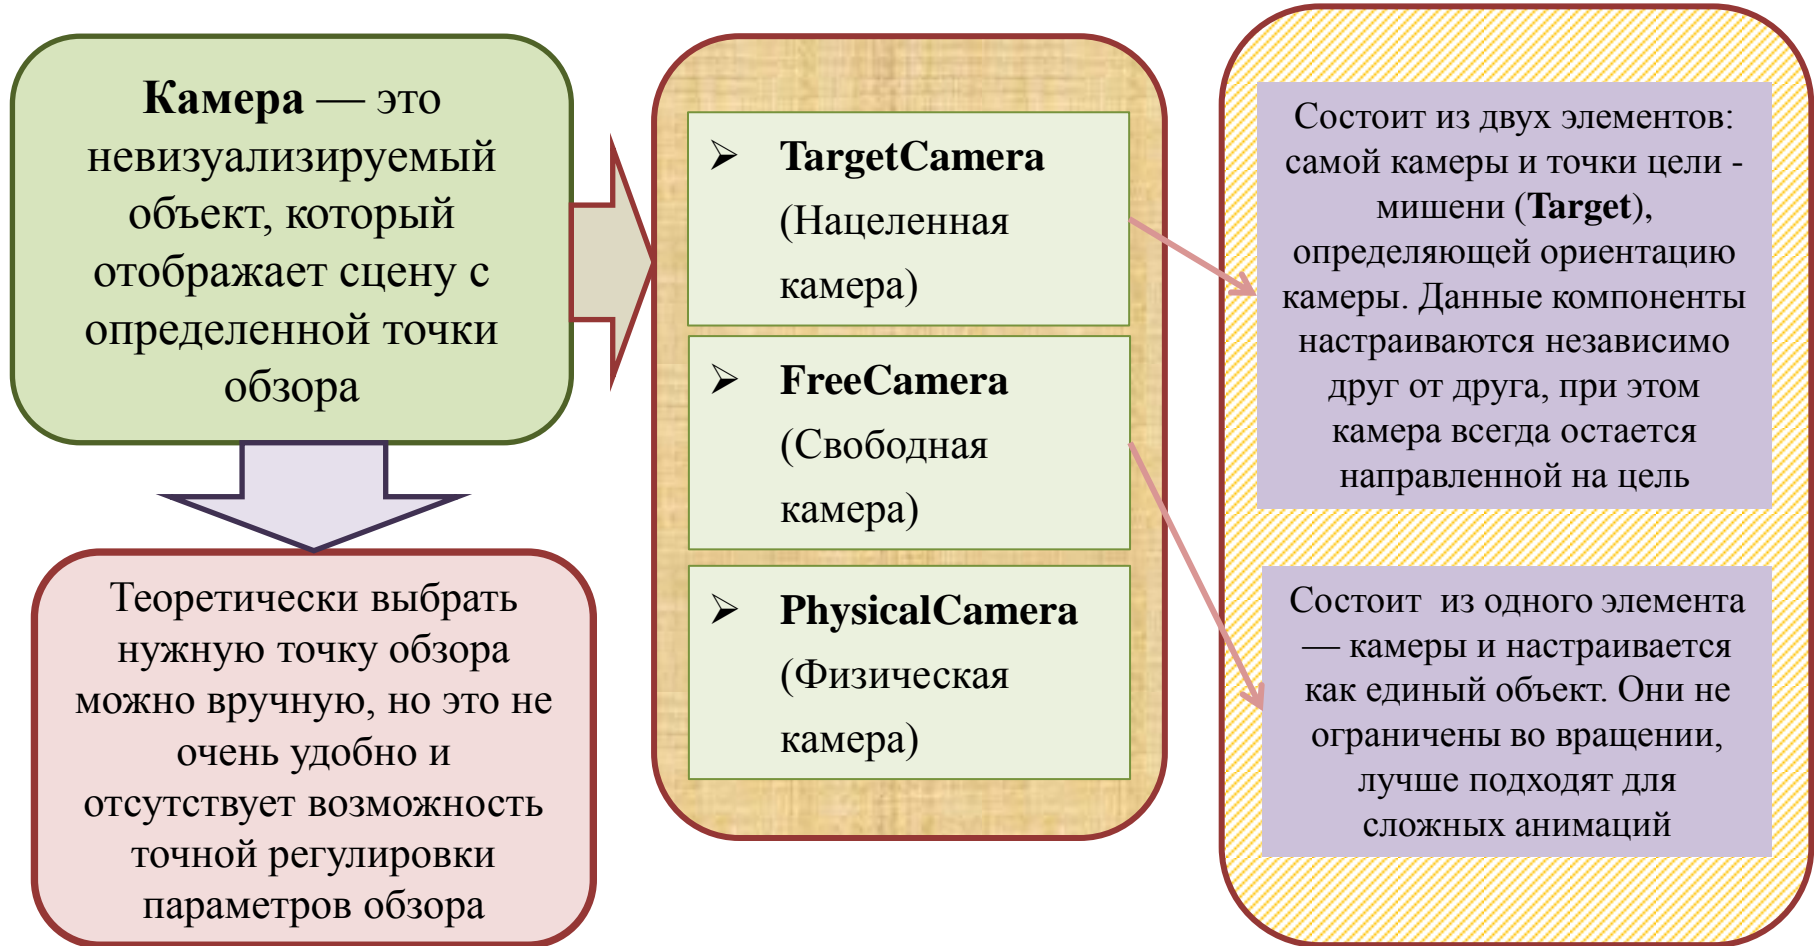 Камера — это
невизуализируемый
объект, который
отображает сцену с
определенной точки
обзора
Теоретически выбрать
нужную точку обзора
можно вручную, но это не
очень удобно и
отсутствует возможность
точной регулировки
параметров обзора
➢ TargetCamera
(Нацеленная
камера)
➢ FreeCamera
(Свободная
камера)
➢ PhysicalCamera
(Физическая
камера)
Состоит из двух элементов:
самой камеры и точки цели -
мишени (Target),
определяющей ориентацию
камеры. Данные компоненты
настраиваются независимо
друг от друга, при этом
камера всегда остается
направленной на цель
Состоит из одного элемента
— камеры и настраивается
как единый объект. Они не
ограничены во вращении,
лучше подходят для
сложных анимаций